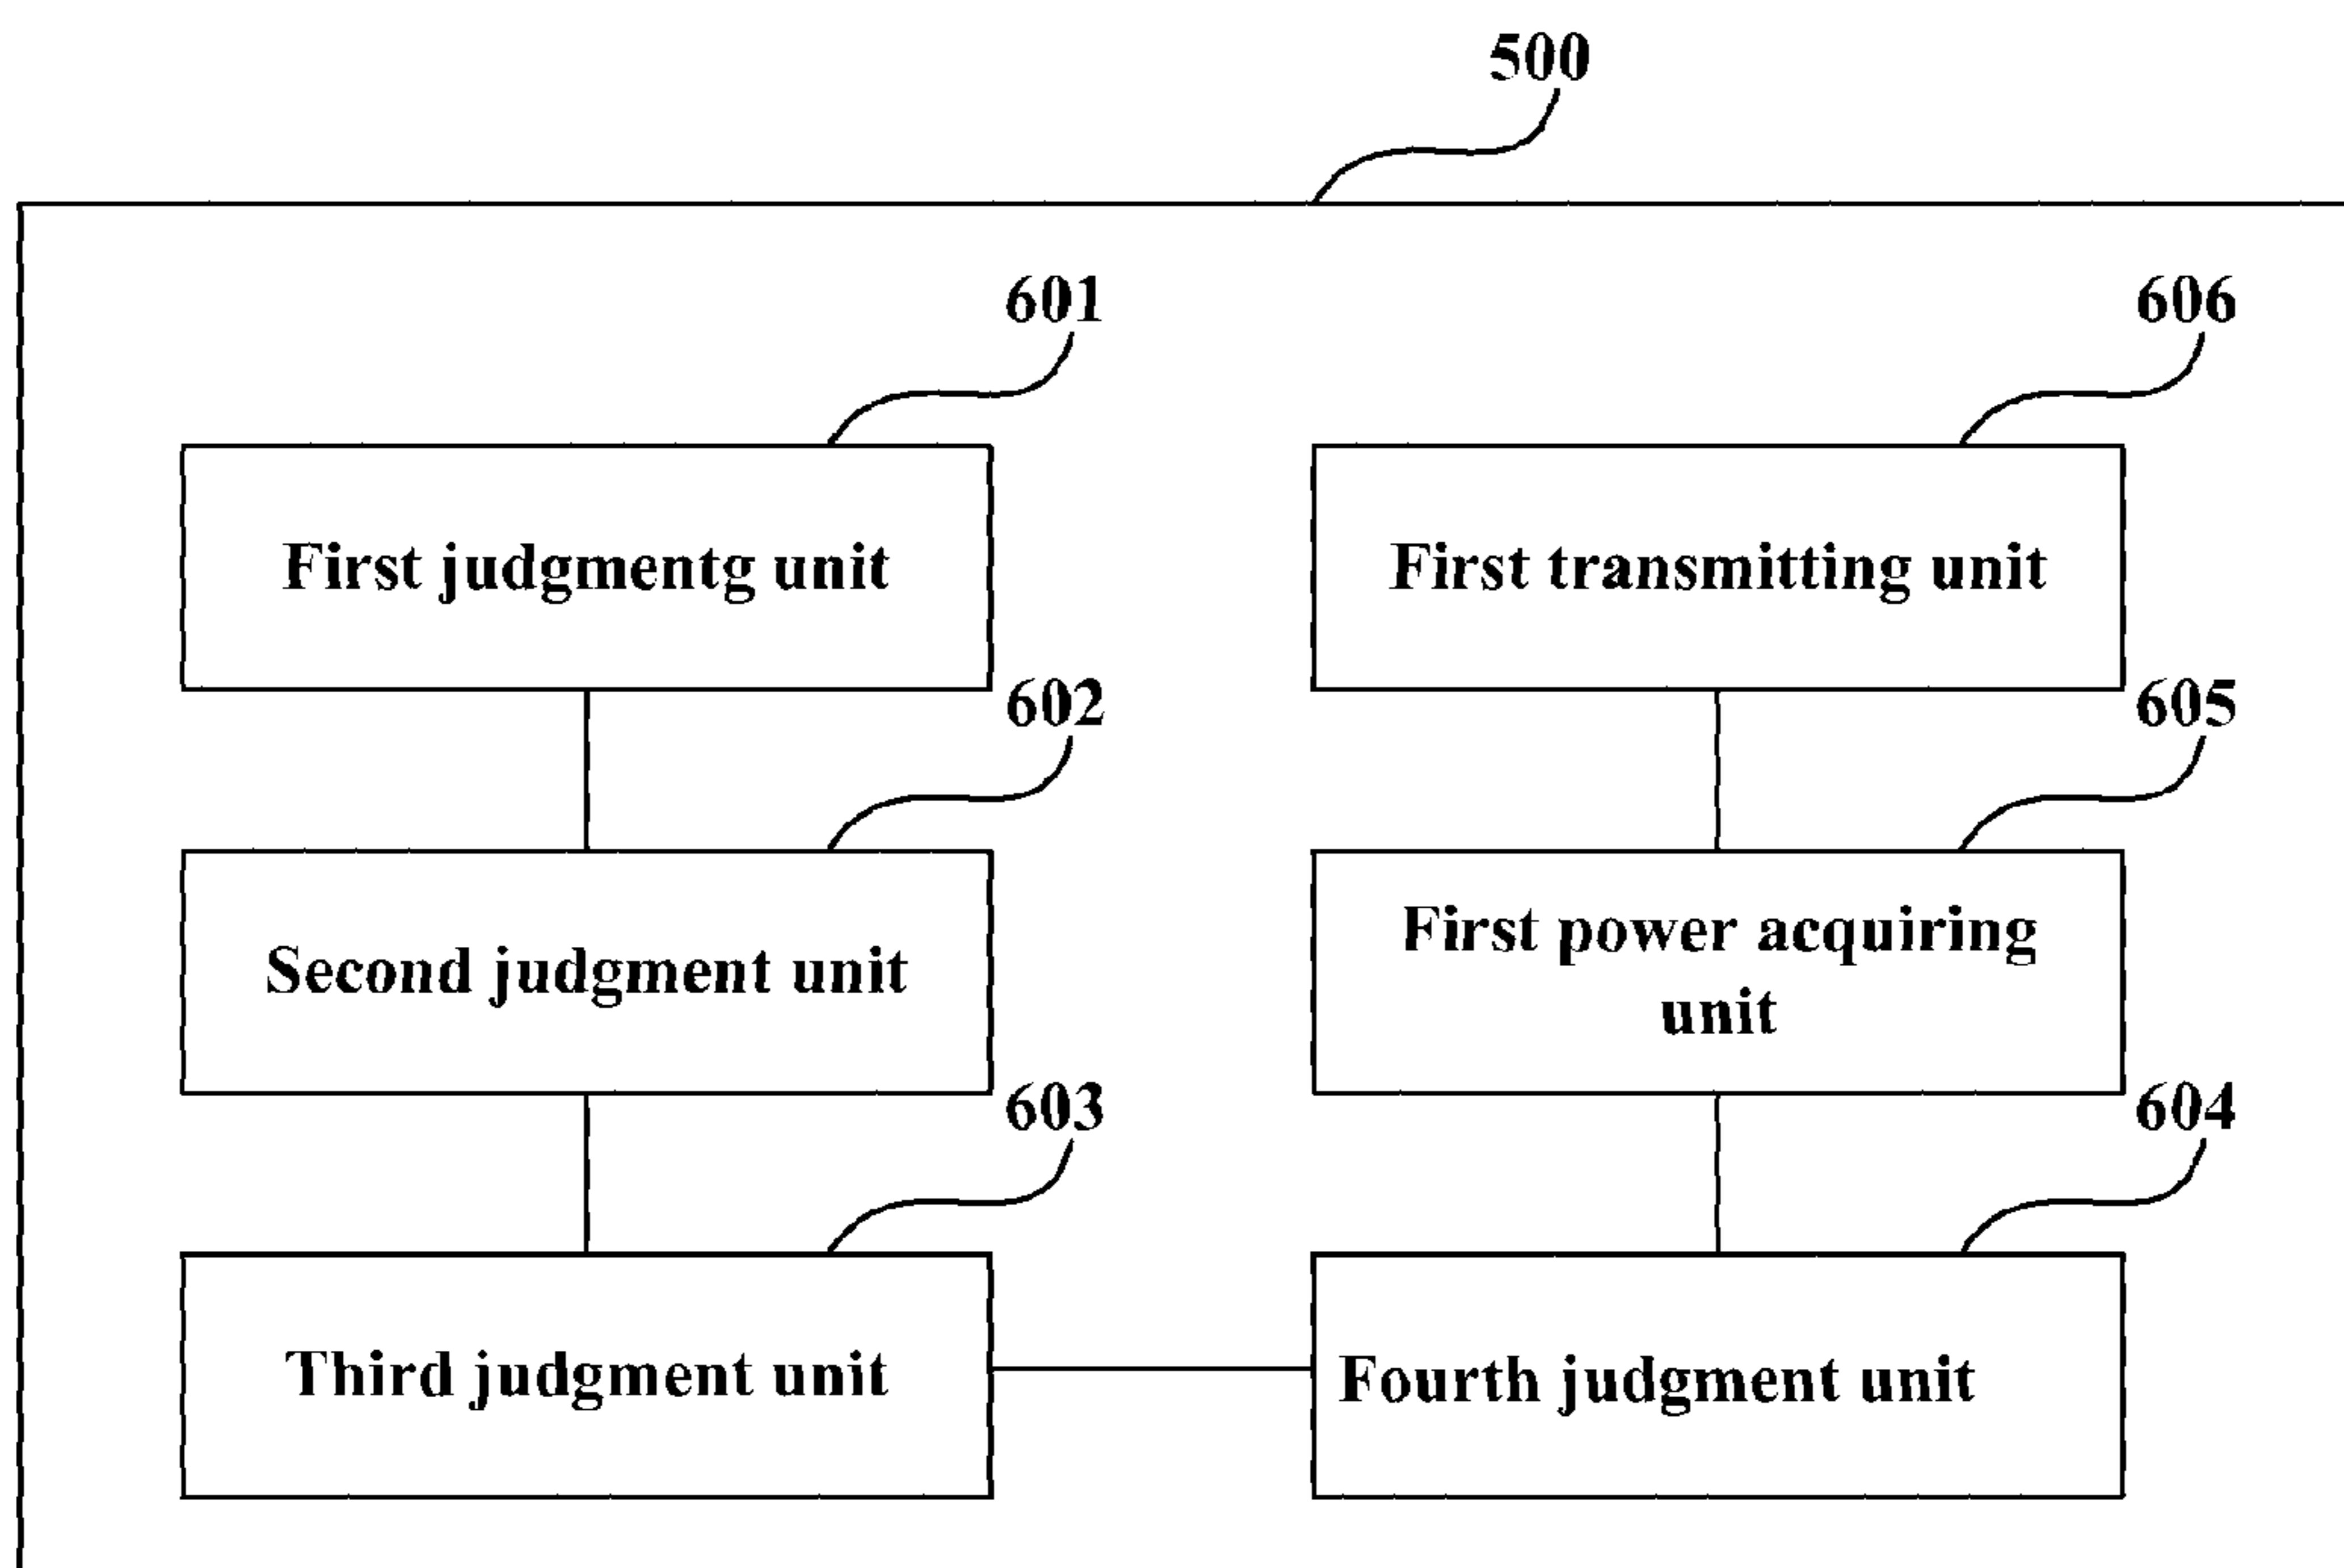 500
601
606
First judgmentg unit
First transmitting unit
602
605
Second judgment unit
First power acquiring
unit
603
604
Third judgment unit
Fourth judgment unit